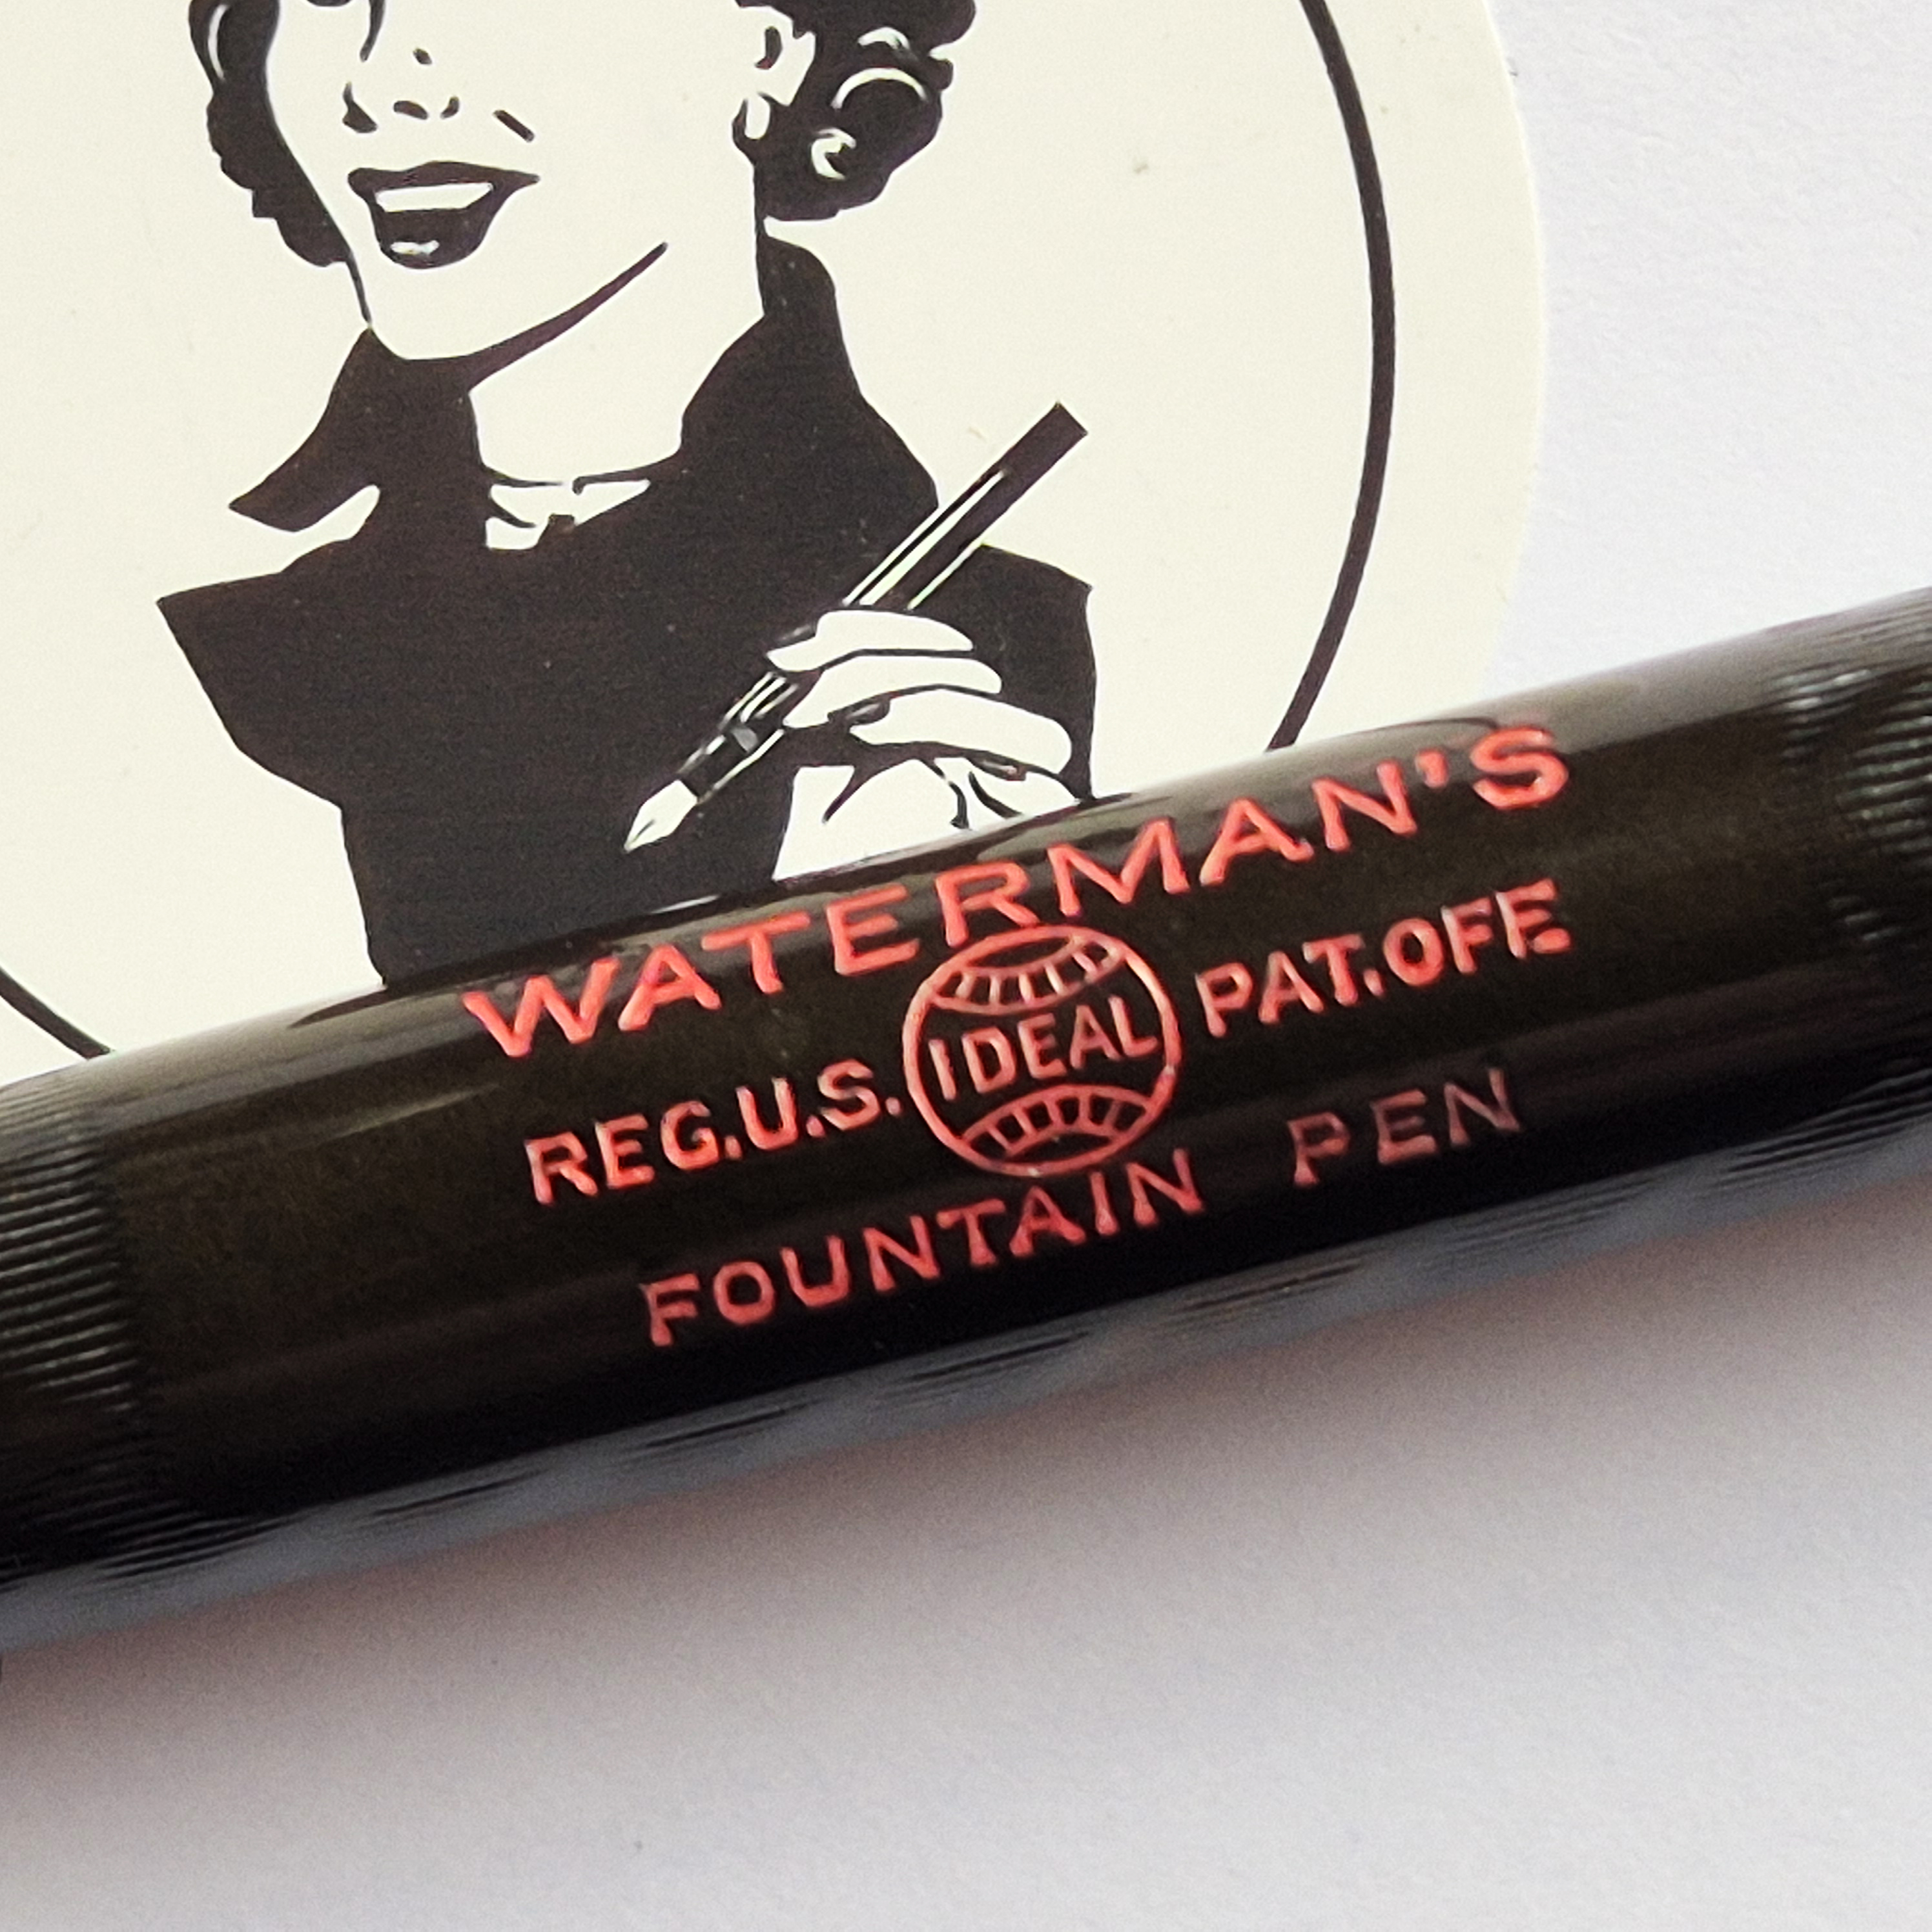 WATERMAN'S
REG.U.S. IDEAL PAT.OFF.
FOUNTAIN PEN